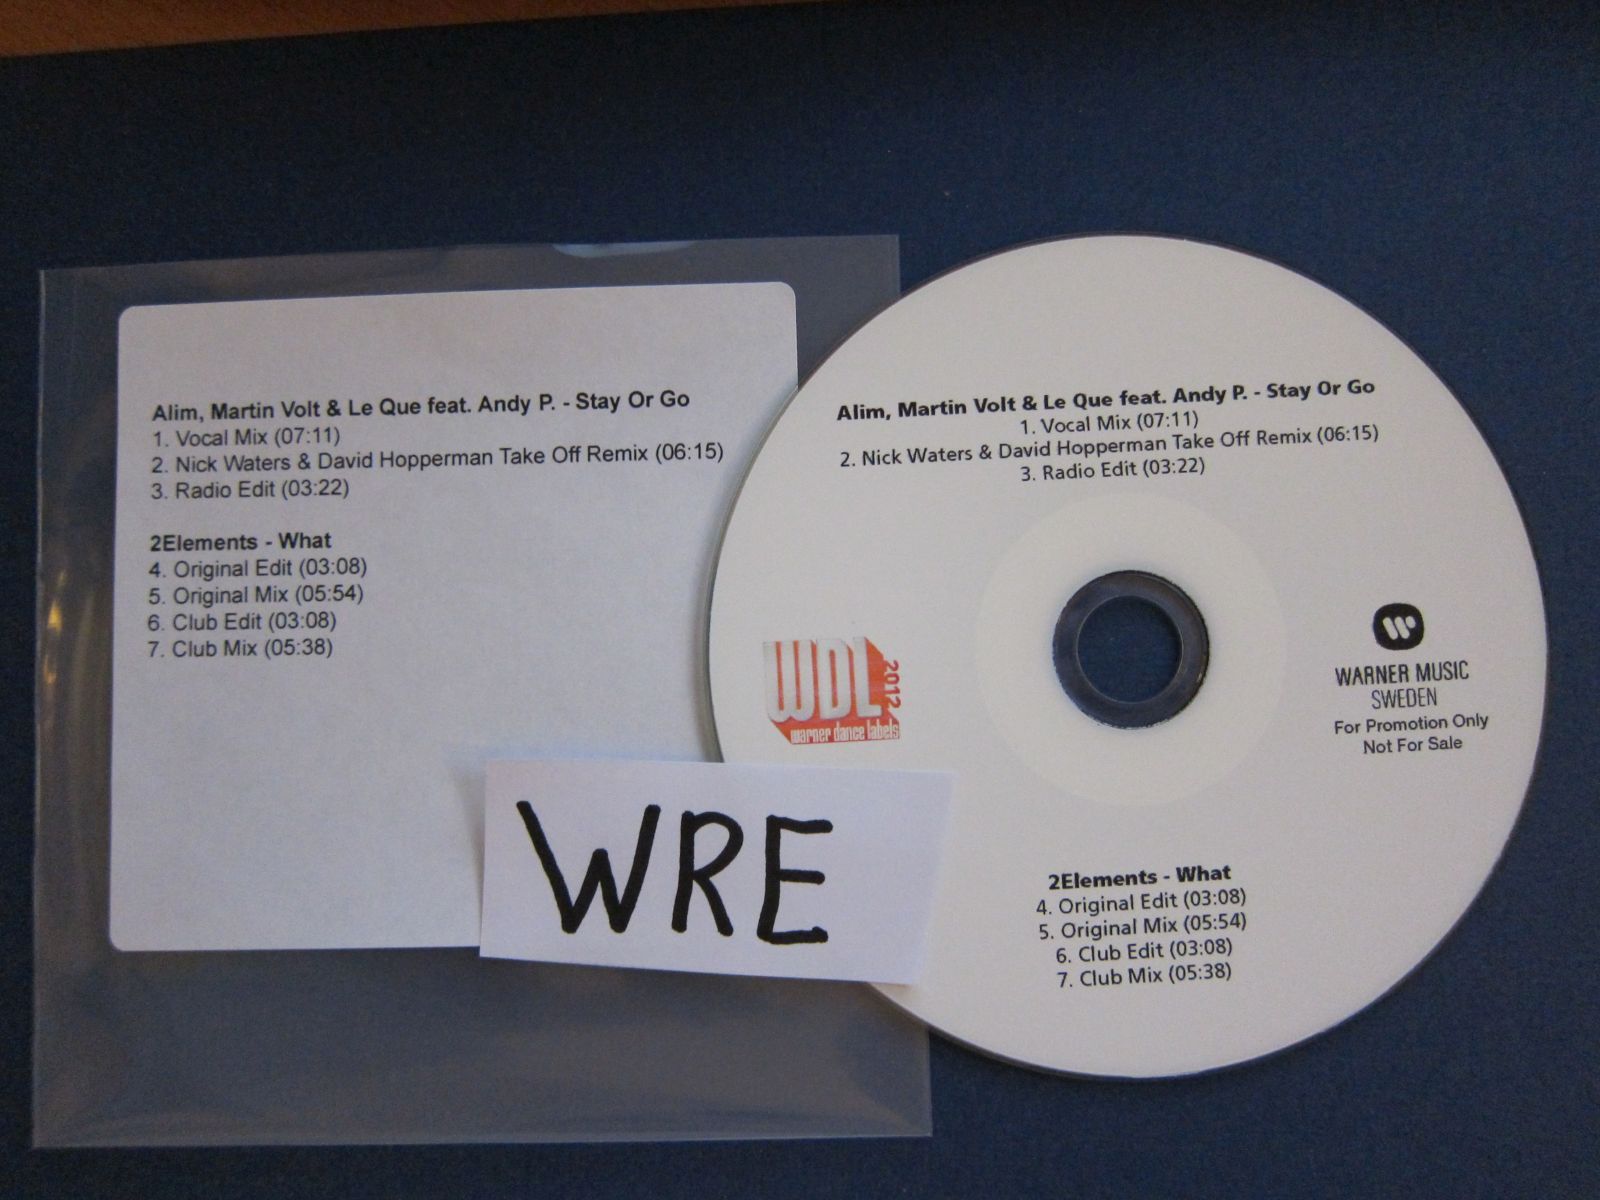 Alim, Martin Volt & Le Que feat. Andy P. - Stay Or Go
1. Vocal Mix (07:11)
2. Nick Waters & David Hopperman Take Off Remix (06:15)
3. Radio Edit (03:22)
2Elements - What
4. Original Edit (03:08)
5. Original Mix (05:54)
6. Club Edit (03:08)
7. Club Mix (05:38)
Alim, Martin Volt & Le Que feat. Andy P. - Stay Or Go
1. Vocal Mix (07:11)
2. Nick Waters & David Hopperman Take Off Remix (06:15)
3. Radio Edit (03:22)
WDL
2012
warner dance labels
WARNER MUSIC
SWEDEN
For Promotion Only
Not For Sale
2Elements - What
4. Original Edit (03:08)
5. Original Mix (05:54)
6. Club Edit (03:08)
7. Club Mix (05:38)
WRE